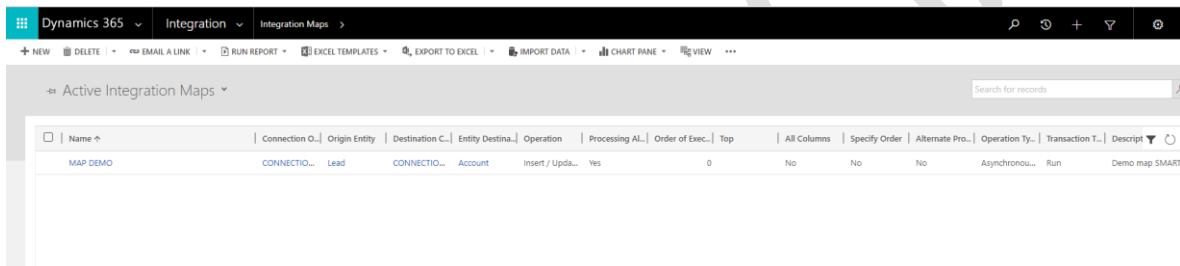 Dynamics 365 Integration Integration Maps >
+ NEW DELETE EMAIL A LINK RUN REPORT EXCEL TEMPLATES EXPORT TO EXCEL IMPORT DATA CHART PANE VIEW •••
Active Integration Maps Search for records
Name ↑ Connection O... Origin Entity Destination C... Entity Destina... Operation Processing Al... Order of Exec... Top All Columns Specify Order Alternate Pro... Operation Ty... Transaction T... Descript
MAP DEMO CONNECTIO... Lead CONNECTIO... Account Insert / Upda... Yes 0 No No No Asynchronou... Run Demo map SMART